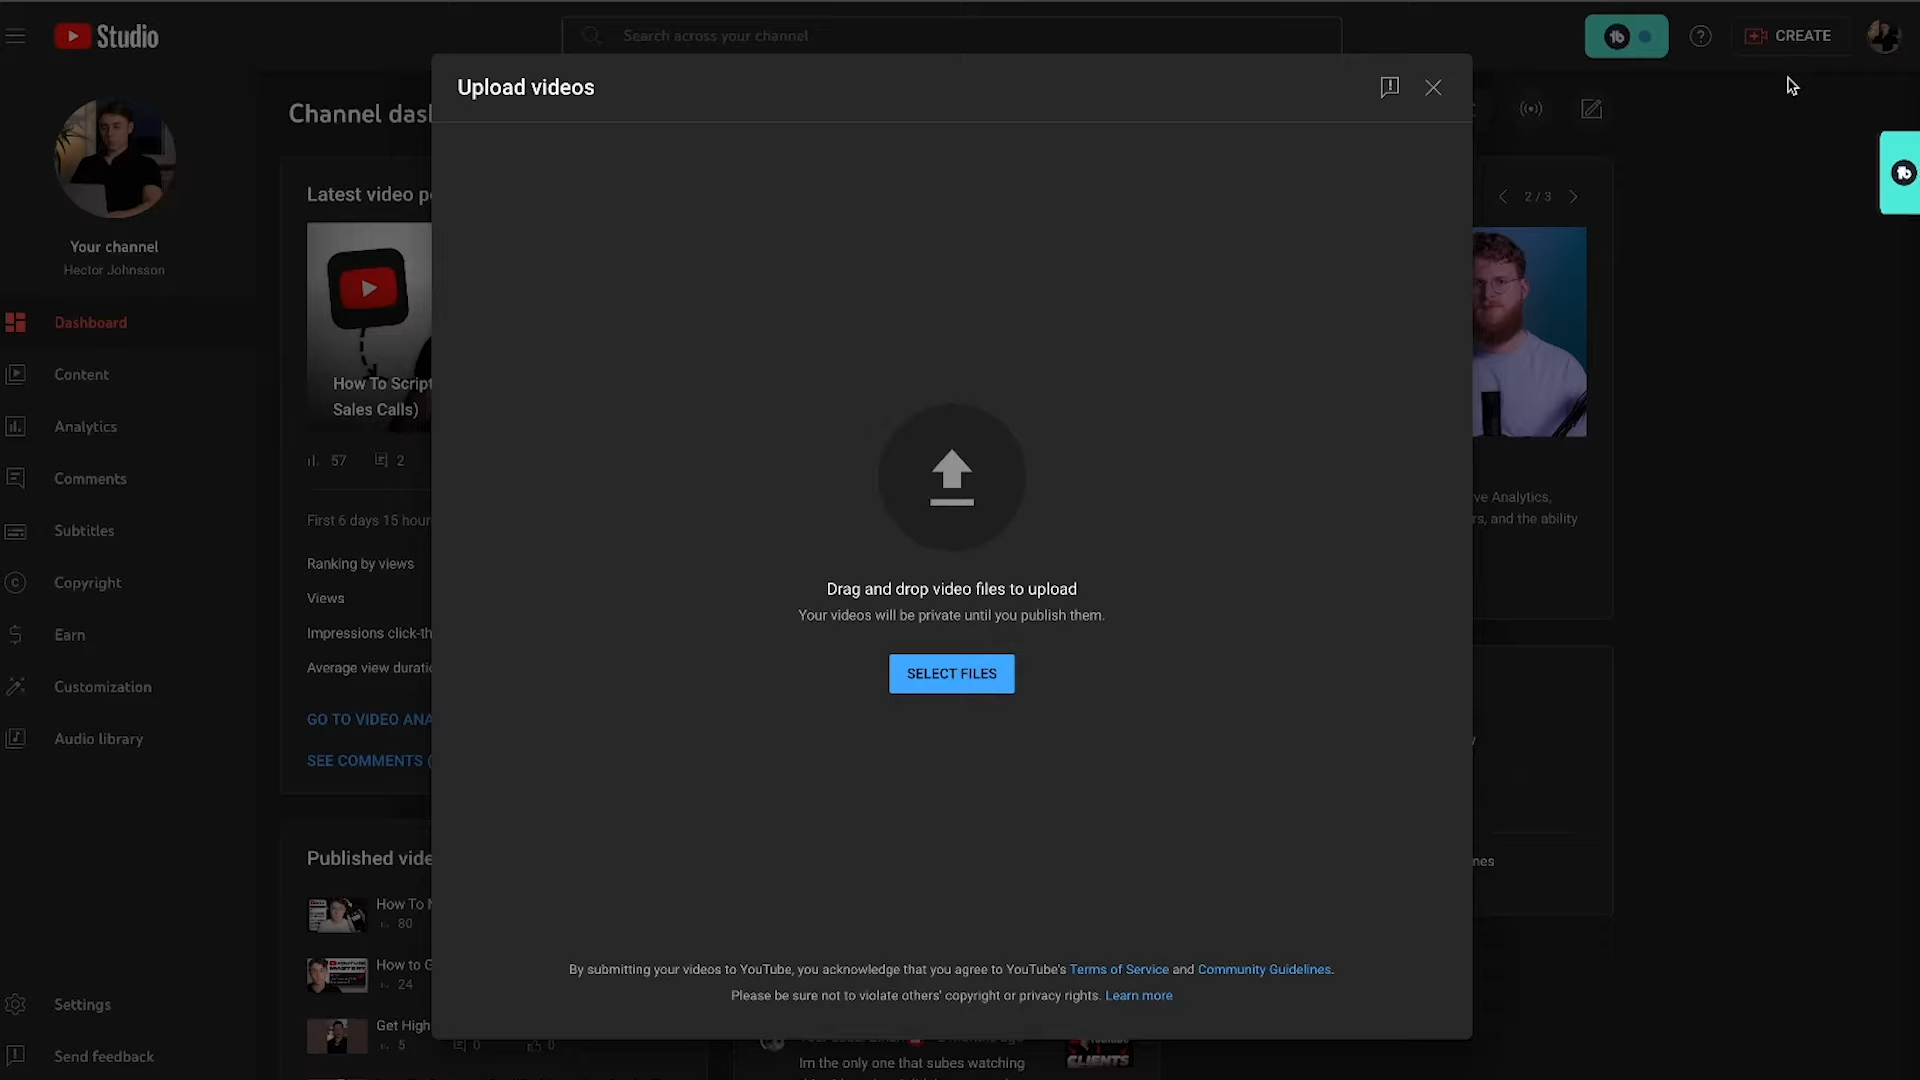 Studio
Search across your channel
CREATE
Upload videos
Channel das
Your channel
Hector Johnsson
Dashboard
Content
Analytics
Comments
Subtitles
Copyright
Earn
Customization
Audio library
Settings
Send feedback
Latest video p
How To Script
Sales Calls)
57 2
First 6 days 15 hour
Ranking by views
Views
Impressions click-th
Average view duratio
GO TO VIDEO ANA
SEE COMMENTS (
Published vide
How To
80
How to G
24
Get High
5 0 0
Drag and drop video files to upload
Your videos will be private until you publish them.
SELECT FILES
By submitting your videos to YouTube, you acknowledge that you agree to YouTube's Terms of Service and Community Guidelines.
Please be sure not to violate others' copyright or privacy rights. Learn more
2 / 3
ve Analytics,
rs, and the ability
nes
Im the only one that subes watching
CLIENTS